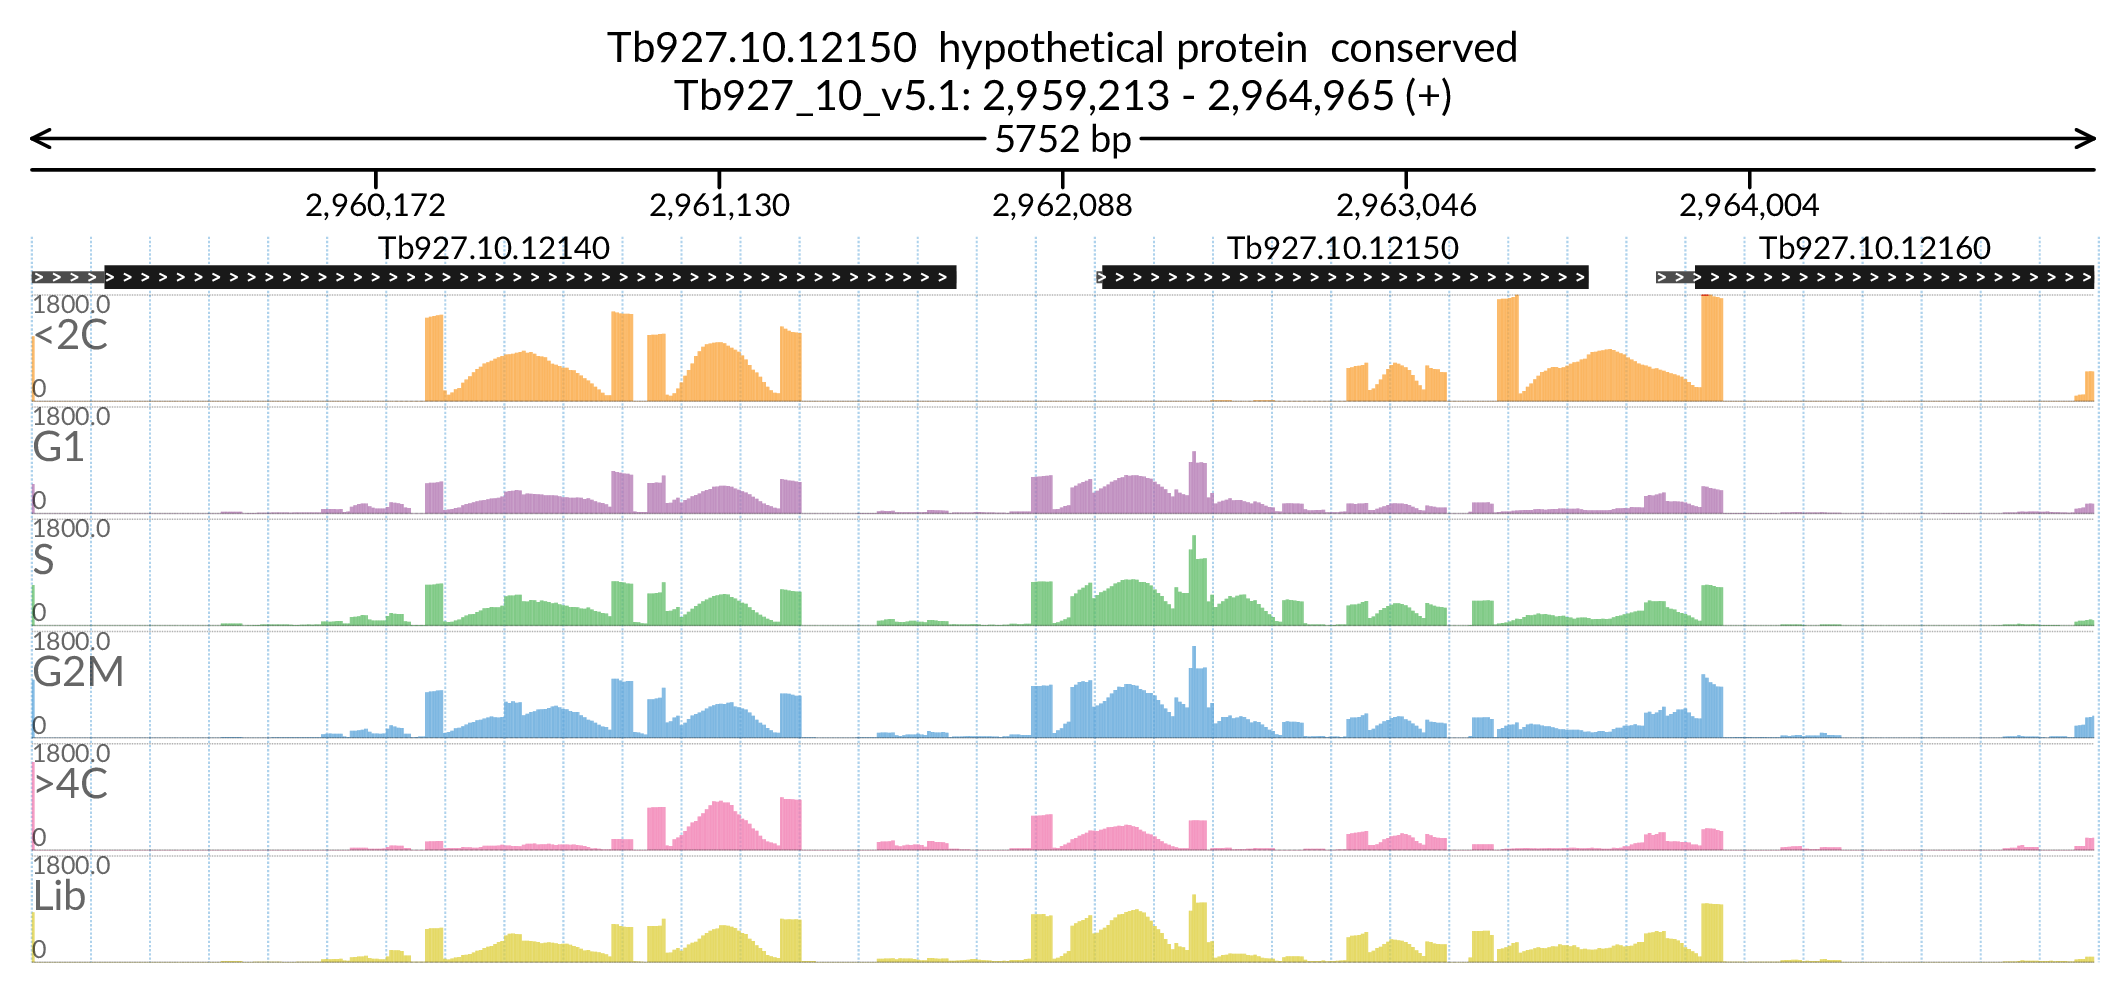 Tb927.10.12150  hypothetical protein  conserved
Tb927_10_v5.1: 2,959,213 - 2,964,965 (+)
5752 bp
2,960,172 2,961,130 2,962,088 2,963,046 2,964,004
Tb927.10.12140 Tb927.10.12150 Tb927.10.12160
1800.0
<2C
0
1800.0
G1
0
1800.0
S
0
1800.0
G2M
0
1800.0
>4C
0
1800.0
Lib
0